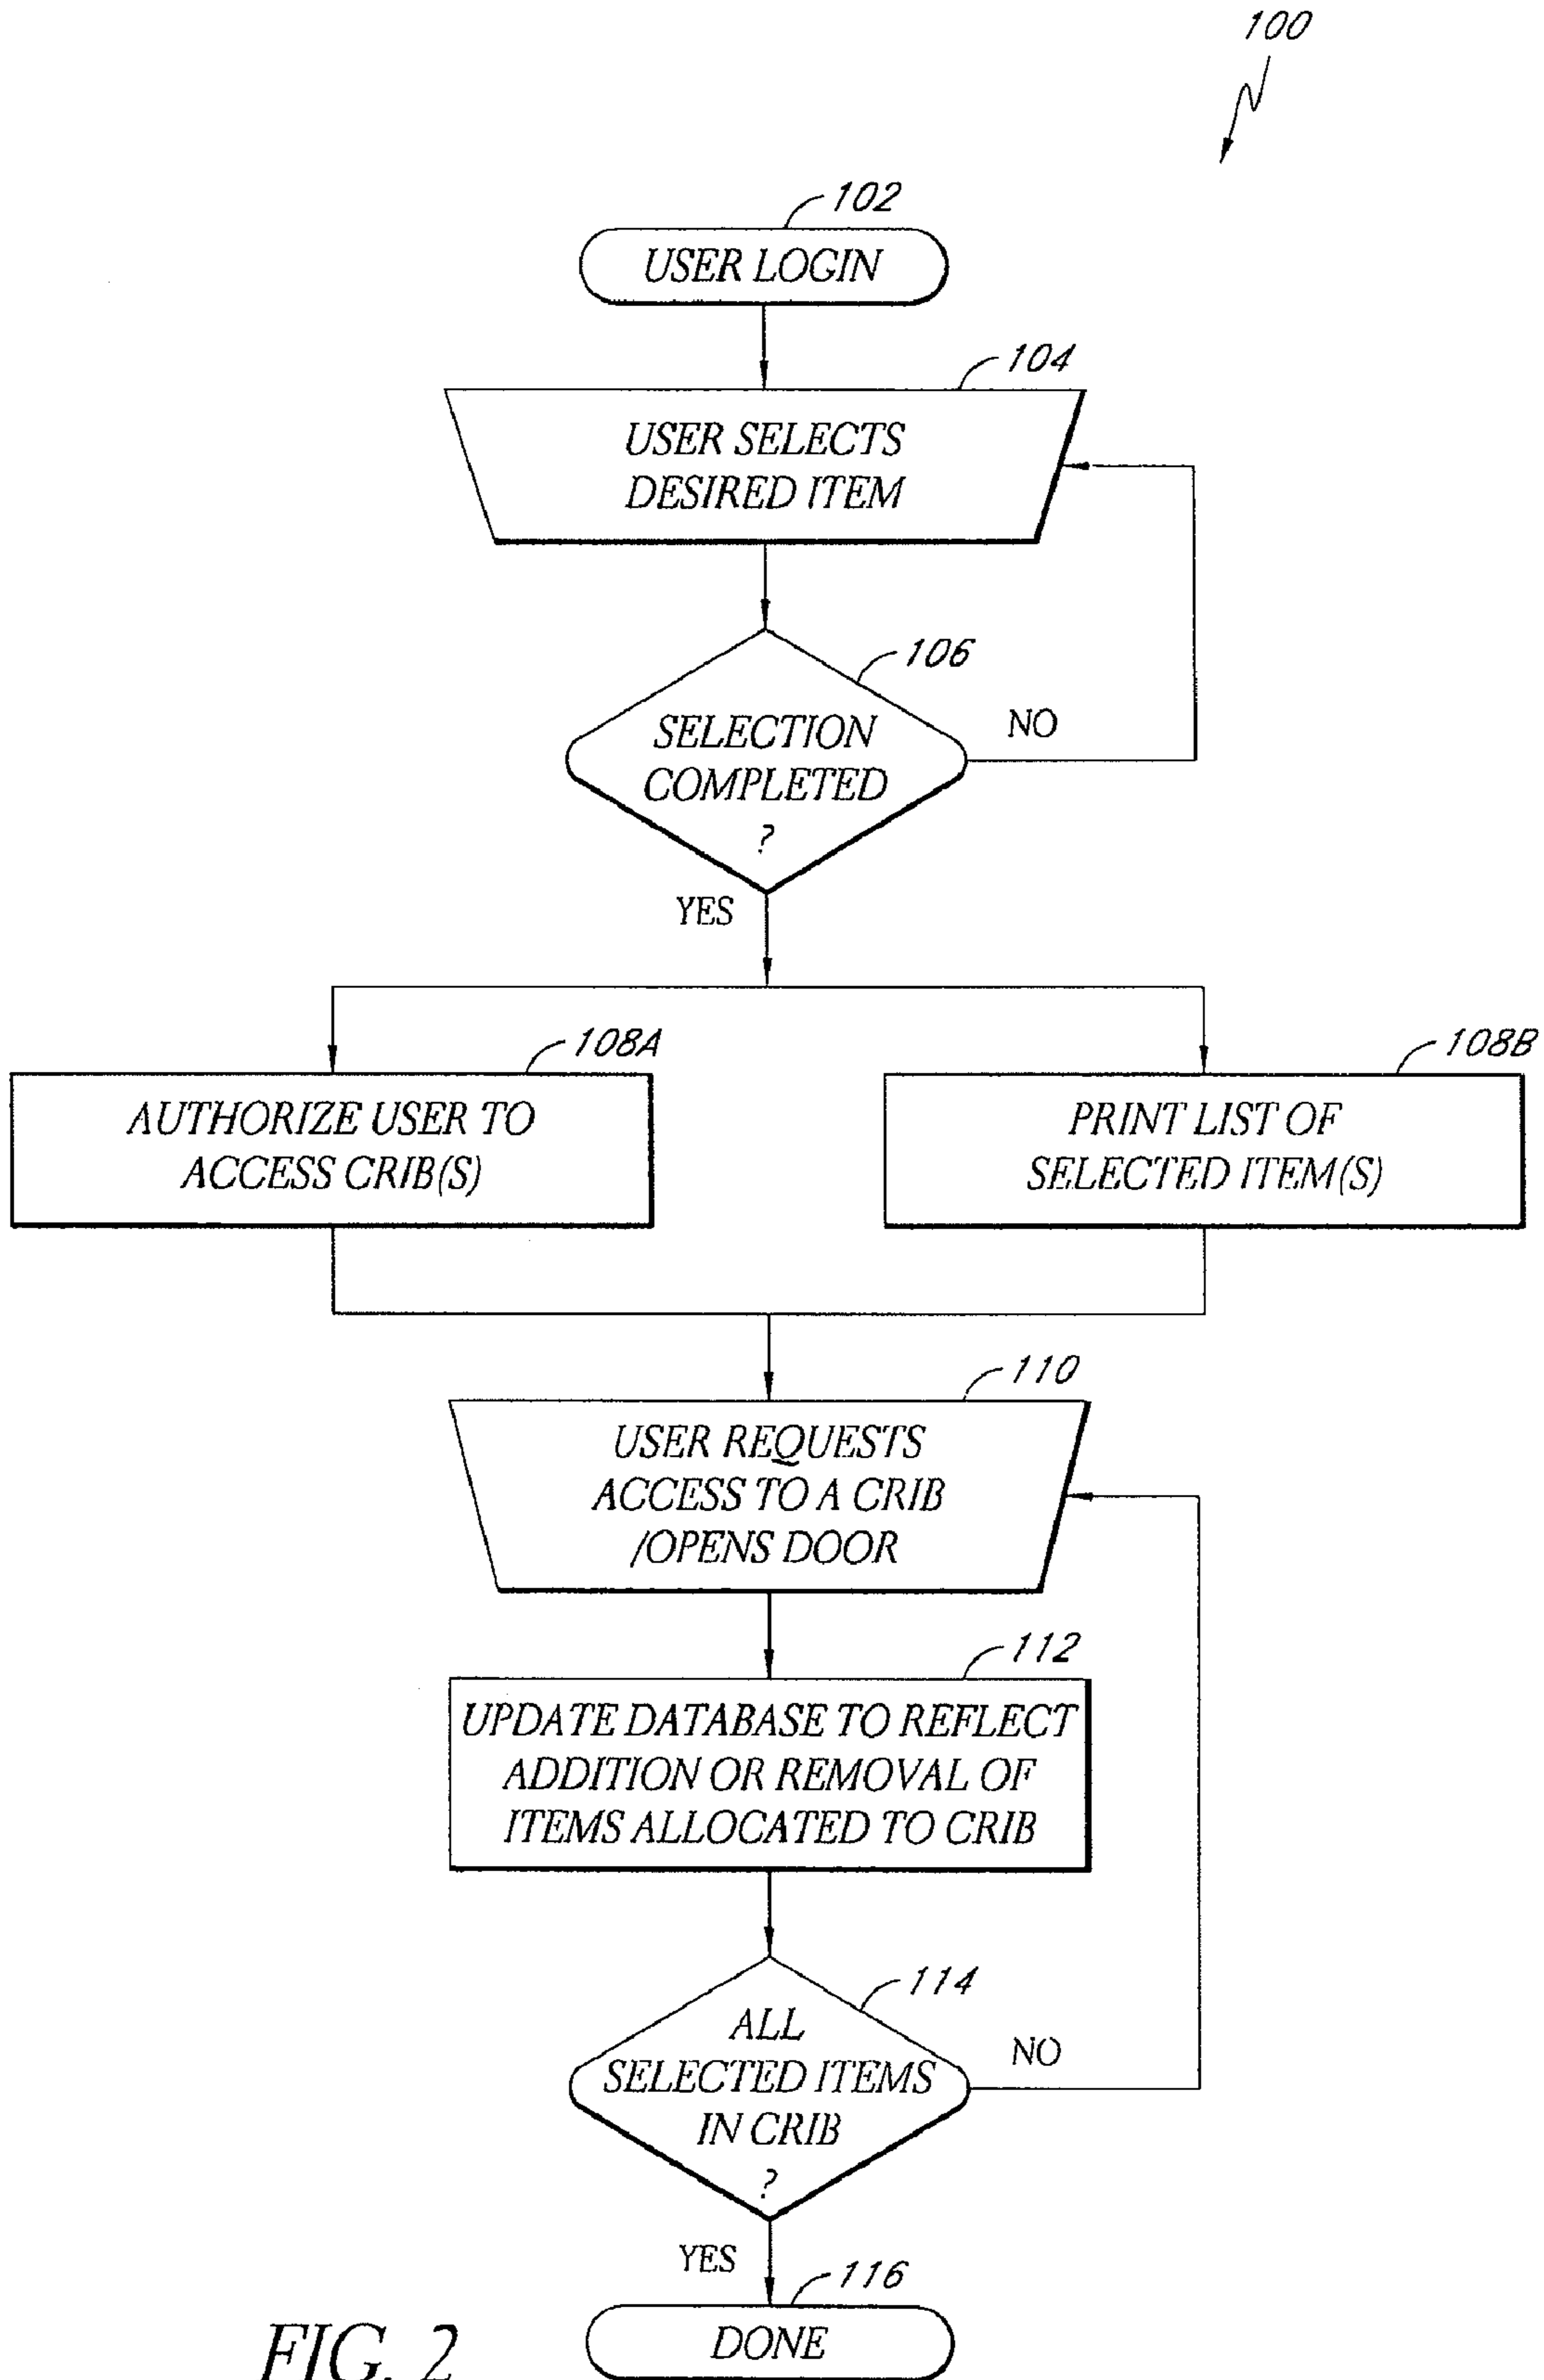 100
102
USER LOGIN
104
USER SELECTS
DESIRED ITEM
106
SELECTION
COMPLETED
?
NO
YES
108A
AUTHORIZE USER TO
ACCESS CRIB(S)
108B
PRINT LIST OF
SELECTED ITEM(S)
110
USER REQUESTS
ACCESS TO A CRIB
/OPENS DOOR
112
UPDATE DATABASE TO REFLECT
ADDITION OR REMOVAL OF
ITEMS ALLOCATED TO CRIB
114
ALL
SELECTED ITEMS
IN CRIB
?
NO
YES
116
DONE
FIG. 2